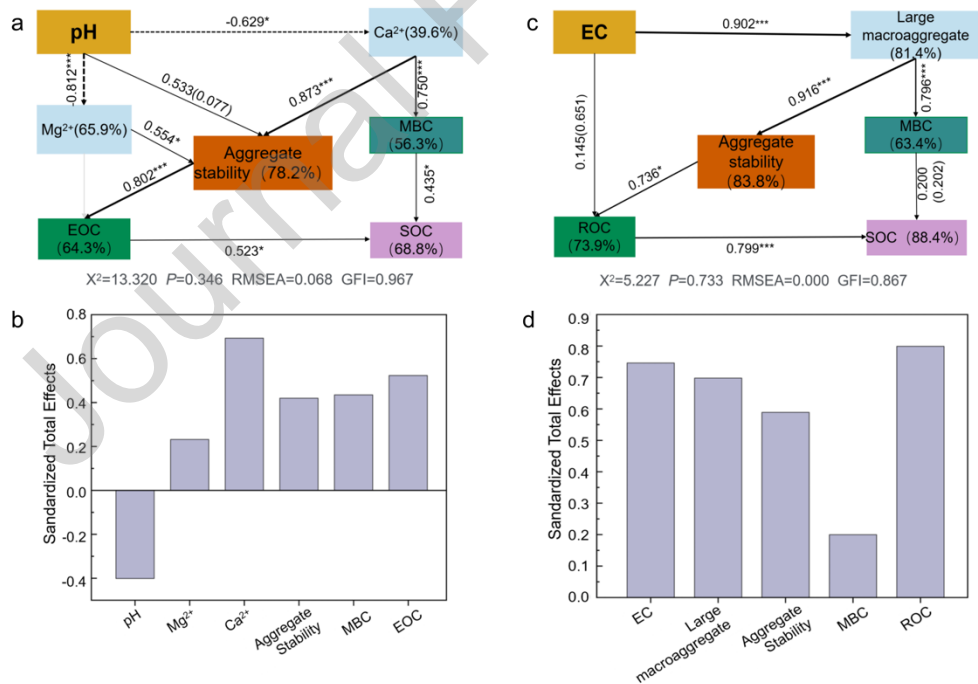 a
pH
-0.629*
Ca²⁺(39.6%)
-0.812***
0.533(0.077)
0.873***
0.750***
Mg²⁺(65.9%)
0.554*
Aggregate
stability（78.2%）
MBC
(56.3%)
0.802***
0.435*
EOC
(64.3%)
0.523*
SOC
(68.8%)
X²=13.320 P=0.346 RMSEA=0.068 GFI=0.967
c
EC
0.902***
Large
macroaggregate
(81.4%)
0.916***
0.796***
0.145(0.651)
Aggregate
stability
(83.8%)
MBC
(63.4%)
0.736*
0.200
(0.202)
ROC
(73.9%)
0.799***
SOC（88.4%）
X²=5.227 P=0.733 RMSEA=0.000 GFI=0.867
b
Sandardized Total Effects
0.8
0.6
0.4
0.2
0.0
-0.2
-0.4
pH
Mg²⁺
Ca²⁺
Aggregate
Stability
MBC
EOC
d
Sandardized Total Effects
0.9
0.8
0.7
0.6
0.5
0.4
0.3
0.2
0.1
0.0
EC
Large
macroaggregate
Aggregate
Stability
MBC
ROC
Journal P